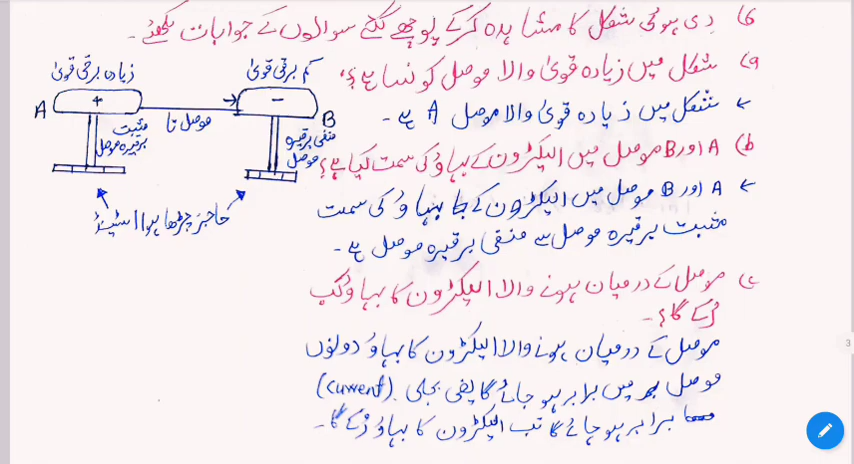 6) دی ہوئی شکل کا مشاہدہ کرکے پوچھے گئے سوالوں کے جوابات لکھئے۔
زیادہ برقی قویٰ
کم برقی قویٰ
A + موصل تا - B
مثبت برقیرہ موصل
منفی برقیرہ موصل
حاجز چڑھا ہوا اسٹینڈ
a) شکل میں زیادہ قویٰ والا موصل کونسا ہے؟
← شکل میں زیادہ قویٰ والا موصل A ہے۔
b) A اور B موصل میں الیکٹرون کے بہاؤ کی سمت کیا ہے؟
← A اور B موصل میں الیکٹرون کے بہاؤ کی سمت
مثبت برقیرہ موصل سے منفی برقیرہ موصل ہے۔
c) موصل کے درمیان ہونے والا الیکٹرون کا بہاؤ کب
رُکے گا؟۔
موصل کے درمیان ہونے والا الیکٹرون کا بہاؤ دونوں
موصل میں برابر ہو جائے گا یعنی بجلی (current)
برابر ہو جائے گا تب الیکٹرون کا بہاؤ رُکے گا۔
3